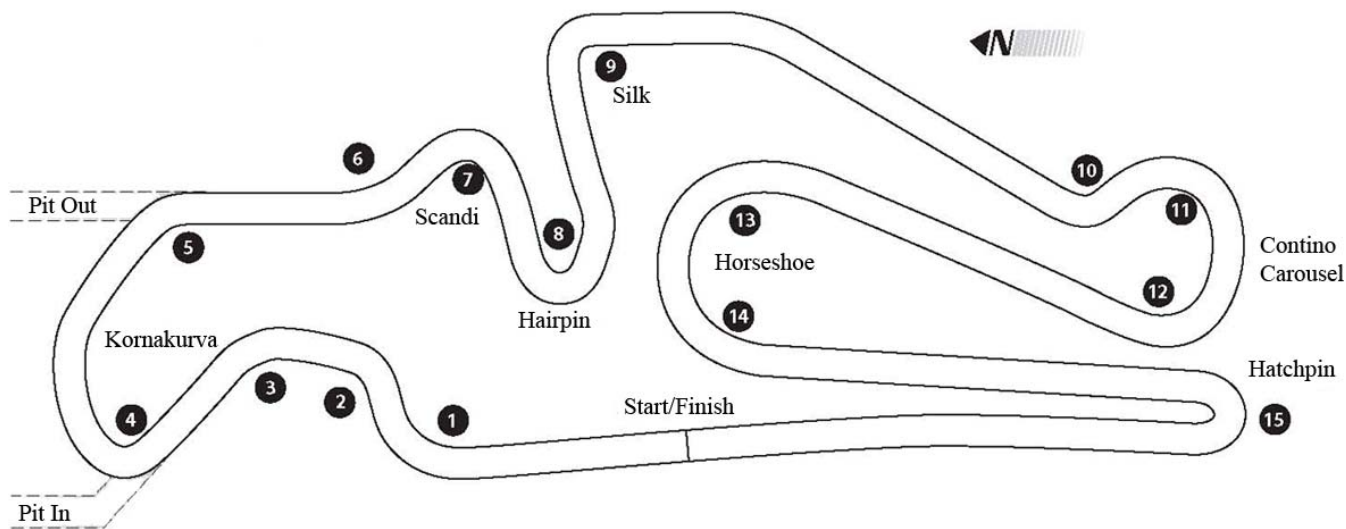 N
9
Silk
6
10
7
Pit Out
Scandi
11
13
5
8
Horseshoe
Contino
Carousel
12
Hairpin
14
Kornakurva
Hatchpin
3
2
Start/Finish
4
1
15
Pit In